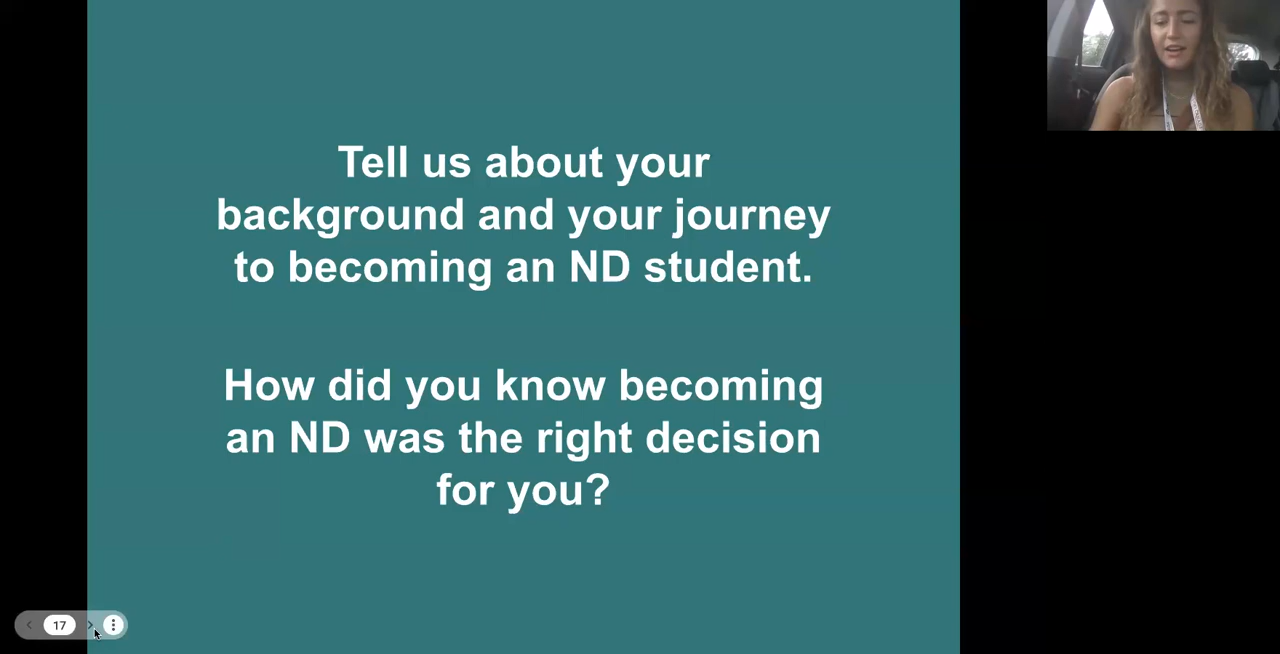 Tell us about your
background and your journey
to becoming an ND student.
How did you know becoming
an ND was the right decision
for you?
17